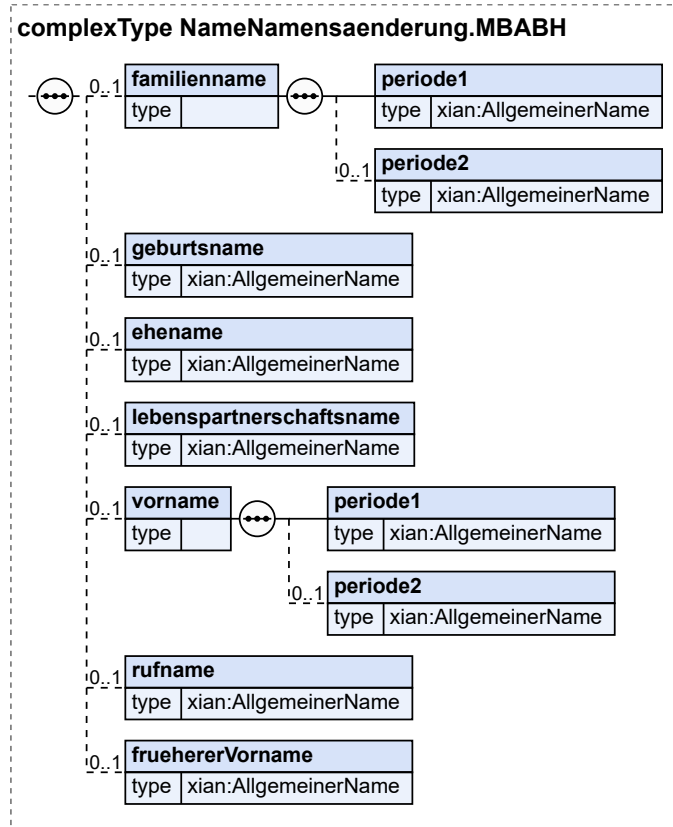 complexType NameNamensaenderung.MBABH
0..1 familienname
type
periode1
type xian:AllgemeinerName
0..1 periode2
type xian:AllgemeinerName
0..1 geburtsname
type xian:AllgemeinerName
0..1 ehename
type xian:AllgemeinerName
0..1 lebenspartnerschaftsname
type xian:AllgemeinerName
0..1 vorname
type
periode1
type xian:AllgemeinerName
0..1 periode2
type xian:AllgemeinerName
0..1 rufname
type xian:AllgemeinerName
0..1 fruehererVorname
type xian:AllgemeinerName